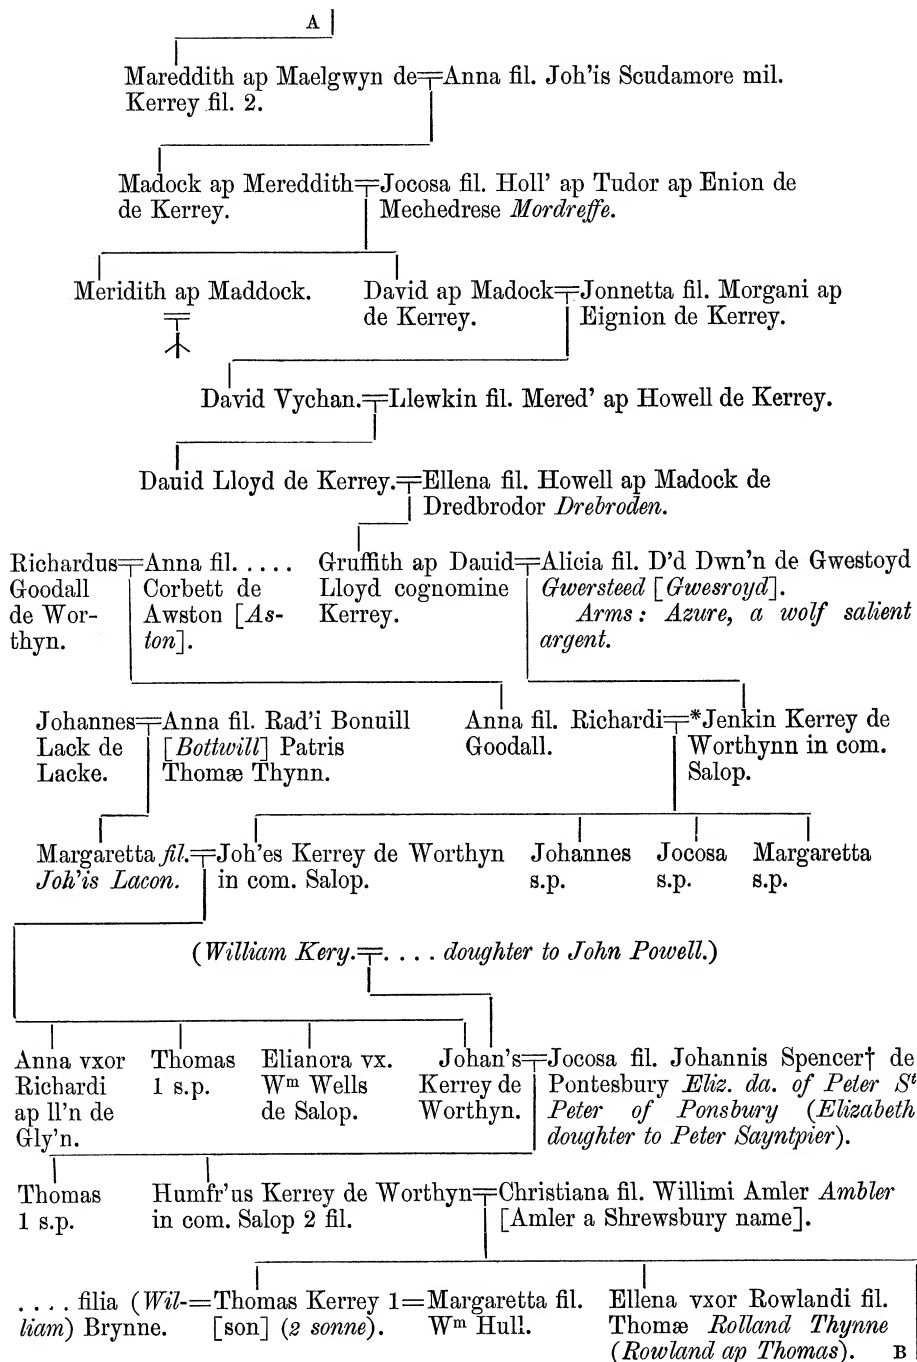 A
Mareddith ap Maelgwyn de Anna fil. Joh'is Scudamore mil.
Kerrey fil. 2.
Madock ap Mereddith Jocosa fil. Holl' ap Tudor ap Enion de
de Kerrey. Mechedrese Mordreffe.
Meridith ap Maddock. David ap Madock Jonnetta fil. Morgani ap
de Kerrey. Eignion de Kerrey.
David Vychan. Llewkin fil. Mered' ap Howell de Kerrey.
Dauid Lloyd de Kerrey. Ellena fil. Howell ap Madock de
Dredbrodor Drebroden.
Richardus
Goodall
de Wor-
thyn.
Anna fil. . . . . .
Corbett de
Awston [As-
ton].
Gruffith ap Dauid
Lloyd cognomine
Kerrey.
Alicia fil. D'd Dwn'n de Gwestoyd
Gwersteed [Gwesroyd].
Arms: Azure, a wolf salient
argent.
Johannes
Lack de
Lacke.
Anna fil. Rad'i Bonuill
[Bottwill] Patris
Thomæ Thynn.
Anna fil. Richardi
Goodall.
*Jenkin Kerrey de
Worthynn in com.
Salop.
Margaretta fil.
Joh'is Lacon.
Joh'es Kerrey de Worthyn
in com. Salop.
Johannes
s.p.
Jocosa
s.p.
Margaretta
s.p.
(William Kery. . . . . doughter to John Powell.)
Anna vxor
Richardi
ap ll'n de
Gly'n.
Thomas
1 s.p.
Elianora vx.
Wᵐ Wells
de Salop.
Johan's
Kerrey de
Worthyn.
Jocosa fil. Johannis Spencer† de
Pontesbury Eliz. da. of Peter Sᵗ
Peter of Ponsbury (Elizabeth
doughter to Peter Sayntpier).
Thomas
1 s.p.
Humfr'us Kerrey de Worthyn
in com. Salop 2 fil.
Christiana fil. Willimi Amler Ambler
[Amler a Shrewsbury name].
. . . . filia (Wil-
liam) Brynne.
Thomas Kerrey 1
[son] (2 sonne).
Margaretta fil.
Wᵐ Hull.
Ellena vxor Rowlandi fil.
Thomæ Rolland Thynne
(Rowland ap Thomas).
B